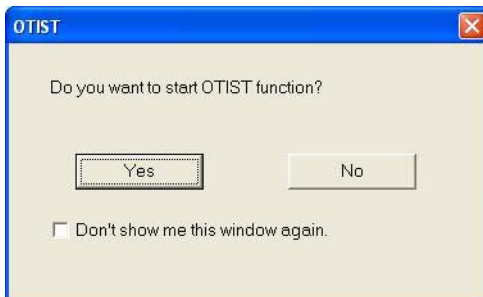 OTIST
Do you want to start OTIST function?
Yes No
Don't show me this window again.